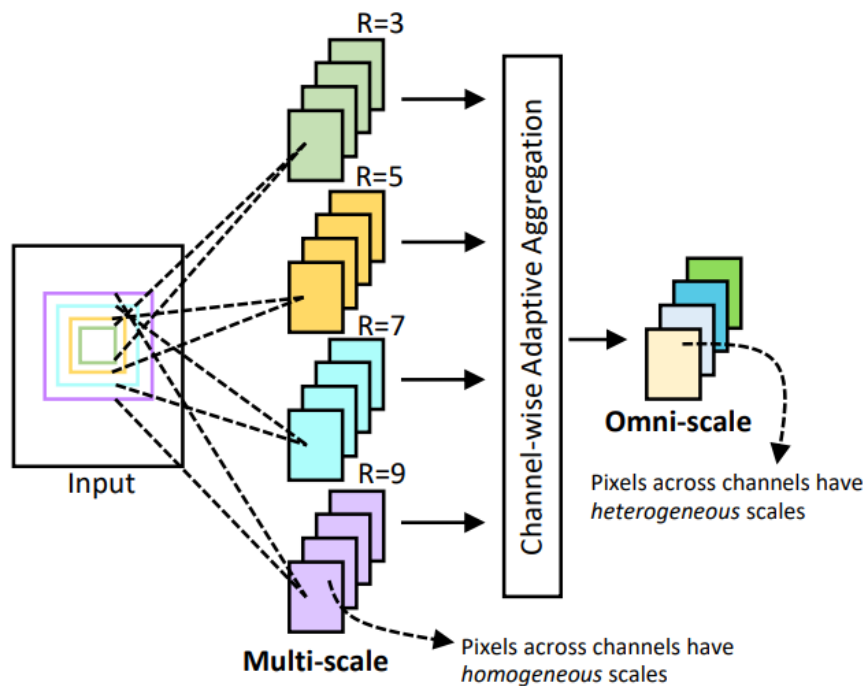 R=3
R=5
R=7
R=9
Input
Multi-scale
Channel-wise Adaptive Aggregation
Omni-scale
Pixels across channels have
heterogeneous scales
Pixels across channels have
homogeneous scales